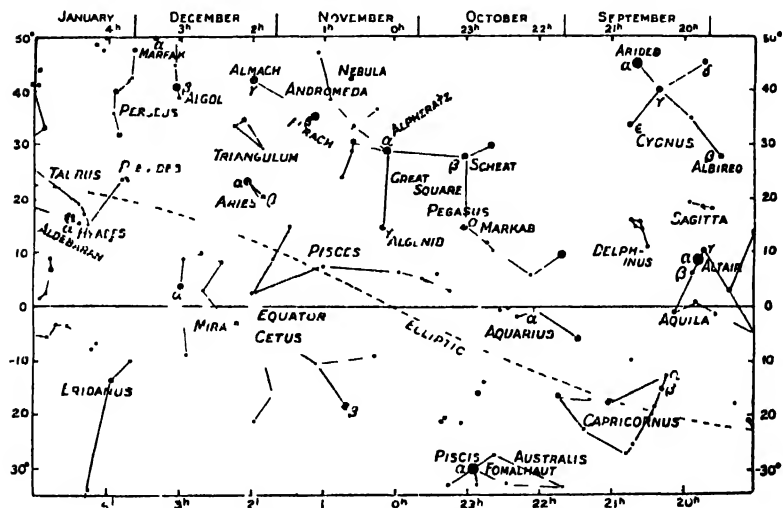 JANUARY DECEMBER NOVEMBER OCTOBER SEPTEMBER
4h 3h 2h 1h 0h 23h 22h 21h 20h
50° 50°
α MARFAK
NEBULA
ARIDED
α
γ
δ
ALMACH
γ
ANDROMEDA
β
ALGOL
40 40
PERSEUS
ALPHERATZ
ε
CYGNUS
30 30
TRIANGULUM
α
β SCHEAT
β
ALBIREO
TAURUS
ARIES
α
β
GREAT
SQUARE
20 20
PEGASUS
SAGITTA
ALDEBARAN
α
HYADES
γ ALGENIB
α MARKAB
DELPHINUS
10 10
PISCES
α
β
γ
ALTAIR
α
0 0
MIRA
EQUATOR
CETUS
ECLIPTIC
α
AQUARIUS
AQUILA
-10 -10
ERIDANUS
α
β
CAPRICORNUS
20 20
β
PISCIS AUSTRALIS
α FOMALHAUT
30° 30°
3h 2h 1 0h 23h 22h 21h 20h